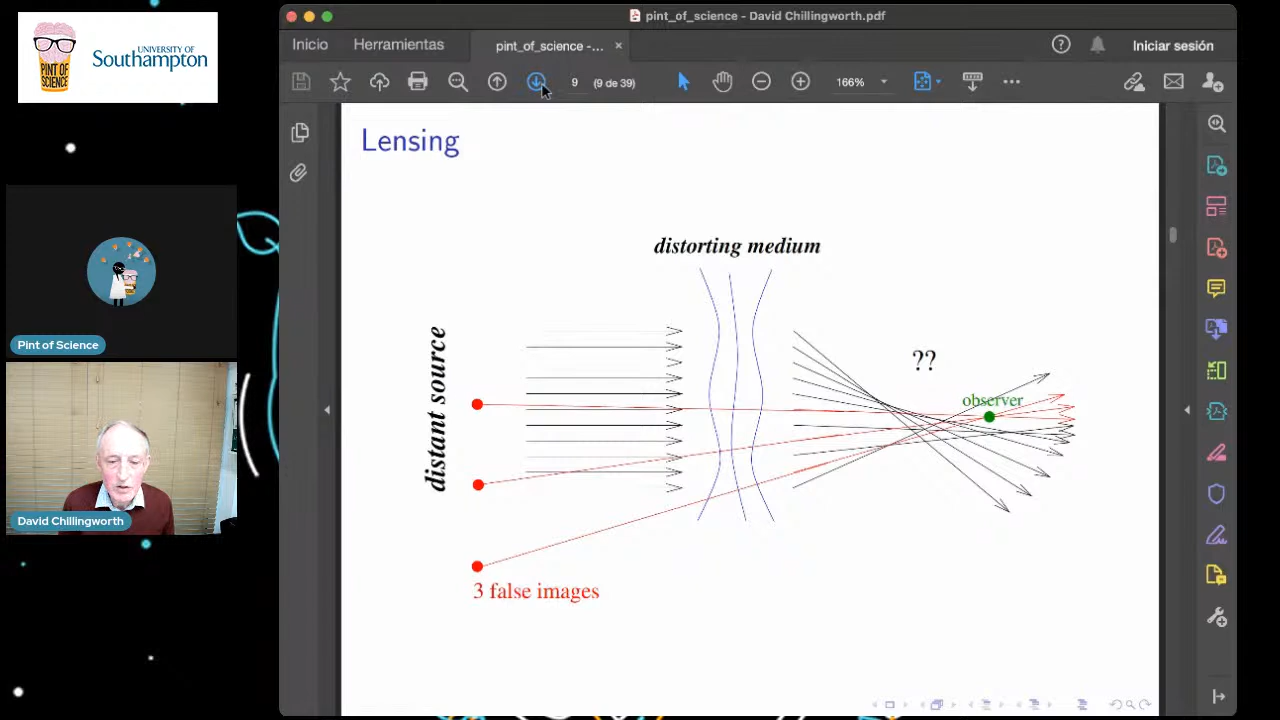 PINT OF
SCIENCE
UNIVERSITY OF
Southampton
Pint of Science
David Chillingworth
pint_of_science - David Chillingworth.pdf
Inicio
Herramientas
pint_of_science -...
×
?
Iniciar sesión
9
(9 de 39)
166%
Lensing
distorting medium
distant source
??
observer
3 false images